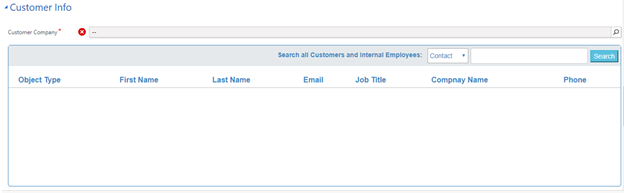 Customer Info
Customer Company * --
Search all Customers and Internal Employees: Contact Search
Object Type First Name Last Name Email Job Title Compnay Name Phone